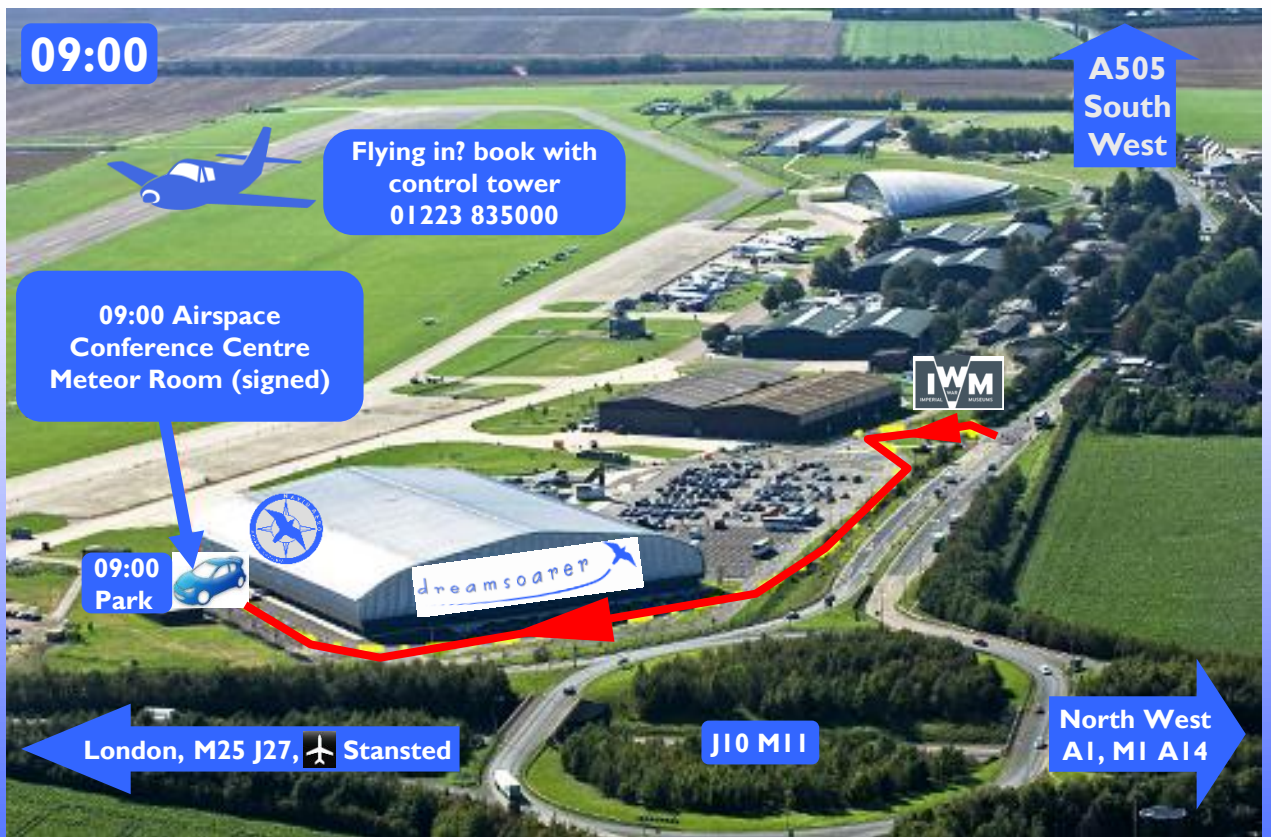 09:00
A505
South
West
Flying in? book with
control tower
01223 835000
09:00 Airspace
Conference Centre
Meteor Room (signed)
IWM
IMPERIAL WAR MUSEUMS
09:00
Park
dreamsoarer
London, M25 J27, Stansted
J10 M11
North West
A1, M1 A14